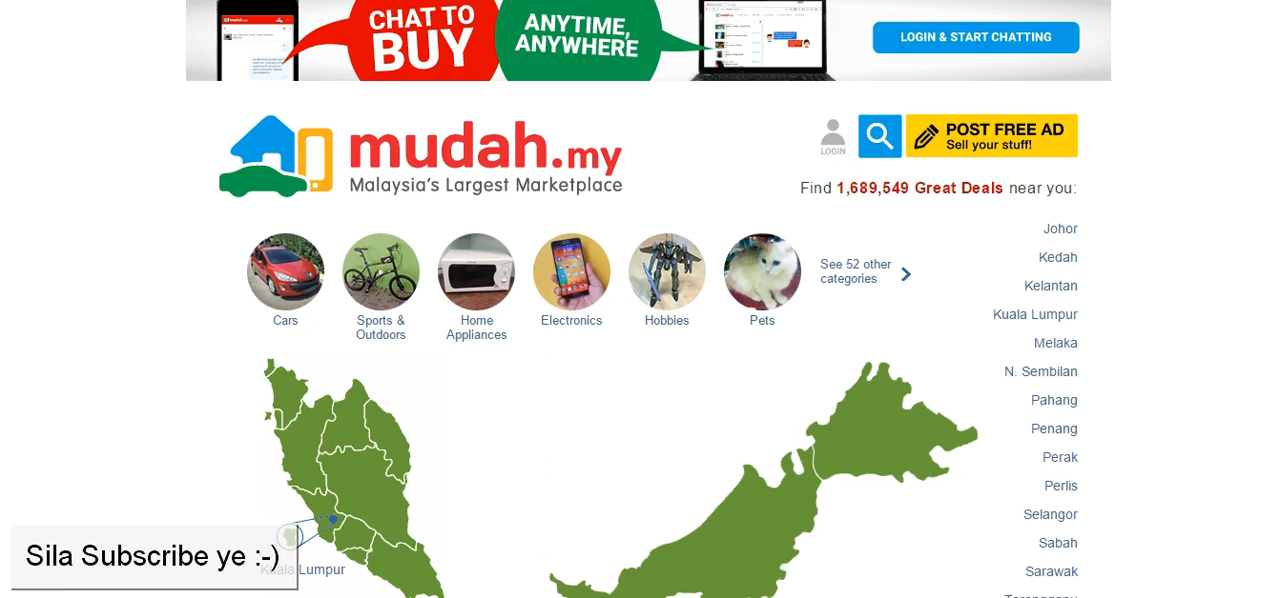 CHAT TO
BUY
ANYTIME,
ANYWHERE
LOGIN & START CHATTING
mudah.my
Malaysia's Largest Marketplace
LOGIN
POST FREE AD
Sell your stuff!
Find 1,689,549 Great Deals near you:
Cars
Sports &
Outdoors
Home
Appliances
Electronics
Hobbies
Pets
See 52 other
categories
Johor
Kedah
Kelantan
Kuala Lumpur
Melaka
N. Sembilan
Pahang
Penang
Perak
Perlis
Selangor
Sabah
Sarawak
Terengganu
Sila Subscribe ye :-)
Kuala Lumpur